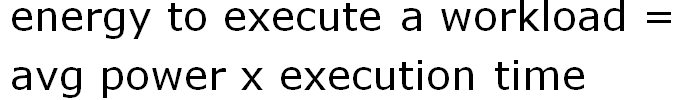 energy to execute a workload =
avg power x execution time